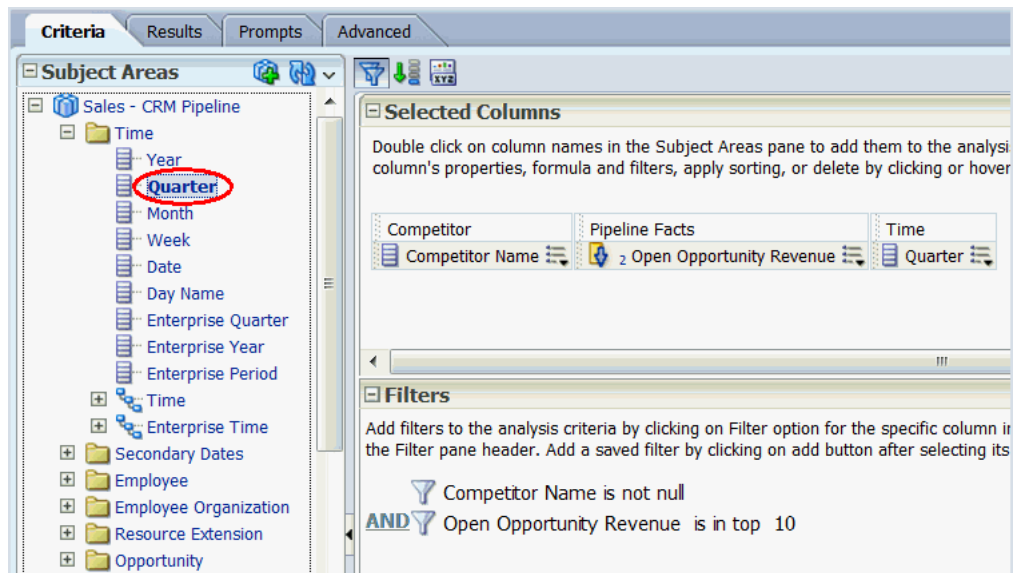 Criteria Results Prompts Advanced
Subject Areas
Sales - CRM Pipeline
Time
Year
Quarter
Month
Week
Date
Day Name
Enterprise Quarter
Enterprise Year
Enterprise Period
Time
Enterprise Time
Secondary Dates
Employee
Employee Organization
Resource Extension
Opportunity
XYZ
Selected Columns
Double click on column names in the Subject Areas pane to add them to the analysi
column's properties, formula and filters, apply sorting, or delete by clicking or hover
Competitor Pipeline Facts Time
Competitor Name 2 Open Opportunity Revenue Quarter
Filters
Add filters to the analysis criteria by clicking on Filter option for the specific column i
the Filter pane header. Add a saved filter by clicking on add button after selecting its
Competitor Name is not null
AND Open Opportunity Revenue is in top 10